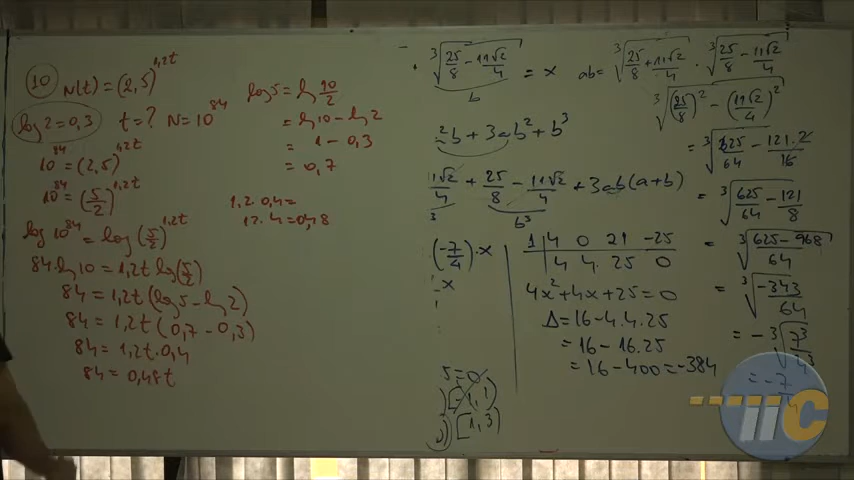 10 N(t) = (2,5)^1,2t
log 2 = 0,3 t = ? N = 10^84
10^84 = (2,5)^1,2t
10^84 = (5/2)^1,2t
log 10^84 = log (5/2)^1,2t
84. log 10 = 1,2t log (5/2)
84 = 1,2t (log 5 - log 2)
84 = 1,2t (0,7 - 0,3)
84 = 1,2t . 0,4
84 = 0,48t
log 5 = log 10/2
= log 10 - log 2
= 1 - 0,3
= 0,7
1,2. 0,4 =
12. 4 = 0,48
∛(25/8 - 11√2/4) = x
b
²b + 3ab² + b³
11√2/4 + 25/8 - 11√2/4 + 3ab(a+b)
b³
(-7/4) . x
- x
5 = 0
[-1, 1)
[1, 3)
1 | 4 0 21 -25
4 4 25 0
4x² + 4x + 25 = 0
Δ = 16 - 4.4.25
= 16 - 16.25
= 16 - 400 = -384
ab = ∛(25/8 + 11√2/4) . ∛(25/8 - 11√2/4)
∛((25/8)² - (11√2/4)²)
= ∛(625/64 - 121.2/16)
= ∛(625/64 - 121/8)
= ∛((625 - 968)/64)
= ∛(-343/64)
= - ∛(7³/4³)
= -7/4
IIC